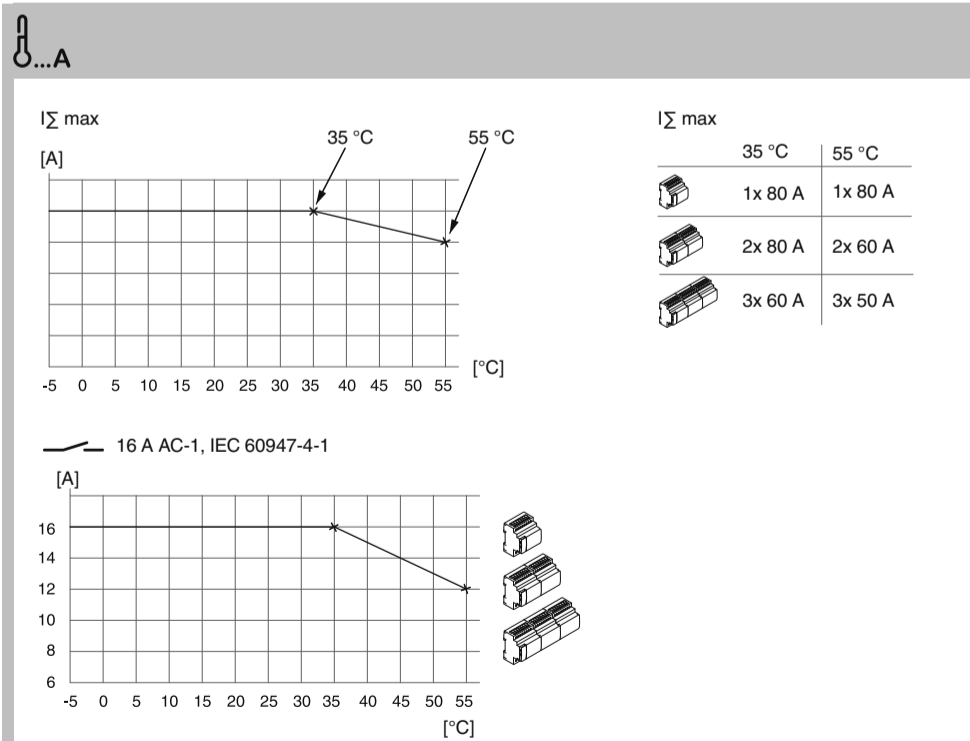 ...A
I∑ max
[A]
35 °C
55 °C
-5 0 5 10 15 20 25 30 35 40 45 50 55
[°C]
I∑ max
35 °C 55 °C
1x 80 A 1x 80 A
2x 80 A 2x 60 A
3x 60 A 3x 50 A
16 A AC-1, IEC 60947-4-1
[A]
16
14
12
10
8
6
-5 0 5 10 15 20 25 30 35 40 45 50 55
[°C]